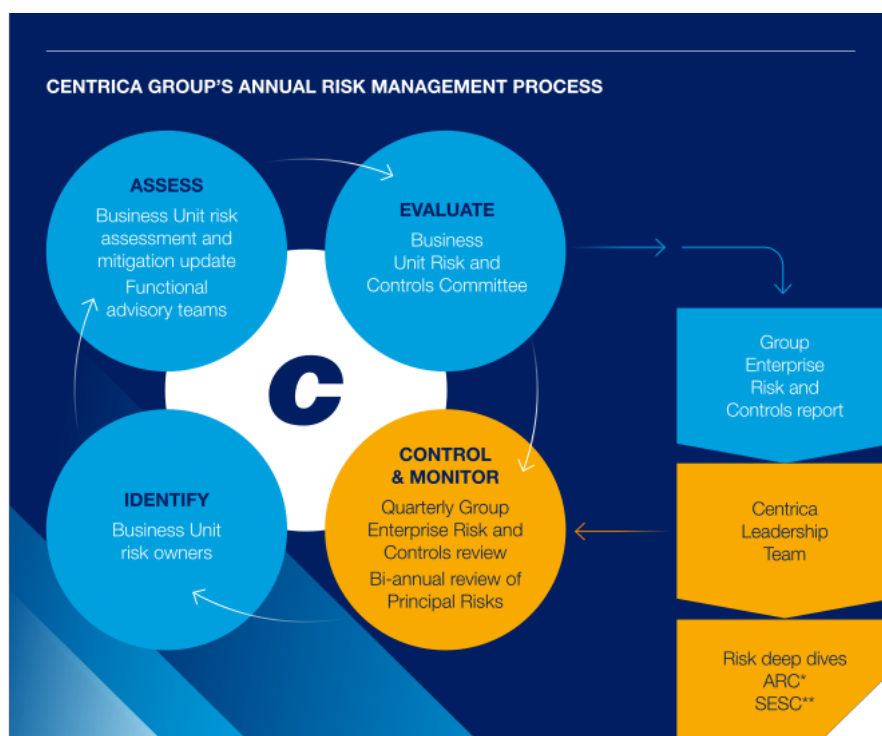 CENTRICA GROUP'S ANNUAL RISK MANAGEMENT PROCESS
ASSESS
Business Unit risk
assessment and
mitigation update
Functional
advisory teams
EVALUATE
Business
Unit Risk and
Controls Committee
Group
Enterprise
Risk and
Controls report
C
IDENTIFY
Business Unit
risk owners
CONTROL
& MONITOR
Quarterly Group
Enterprise Risk and
Controls review
Bi-annual review of
Principal Risks
Centrica
Leadership
Team
Risk deep dives
ARC*
SESC**